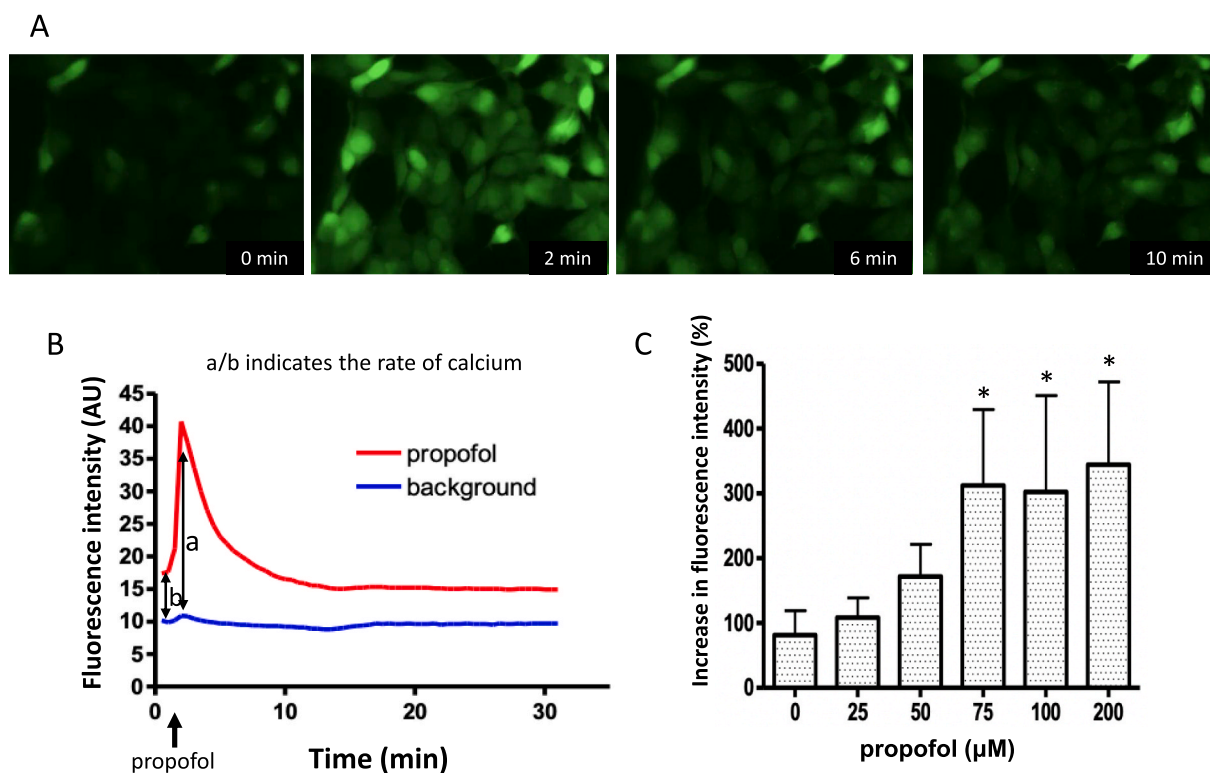 A
0 min
2 min
6 min
10 min
B
a/b indicates the rate of calcium
Fluorescence intensity (AU)
45
40
35
30
25
20
15
10
5
0
propofol
background
a
b
0
10
20
30
propofol
Time (min)
C
Increase in fluorescence intensity (%)
500
400
300
200
100
0
*
*
*
0
25
50
75
100
200
propofol (μM)